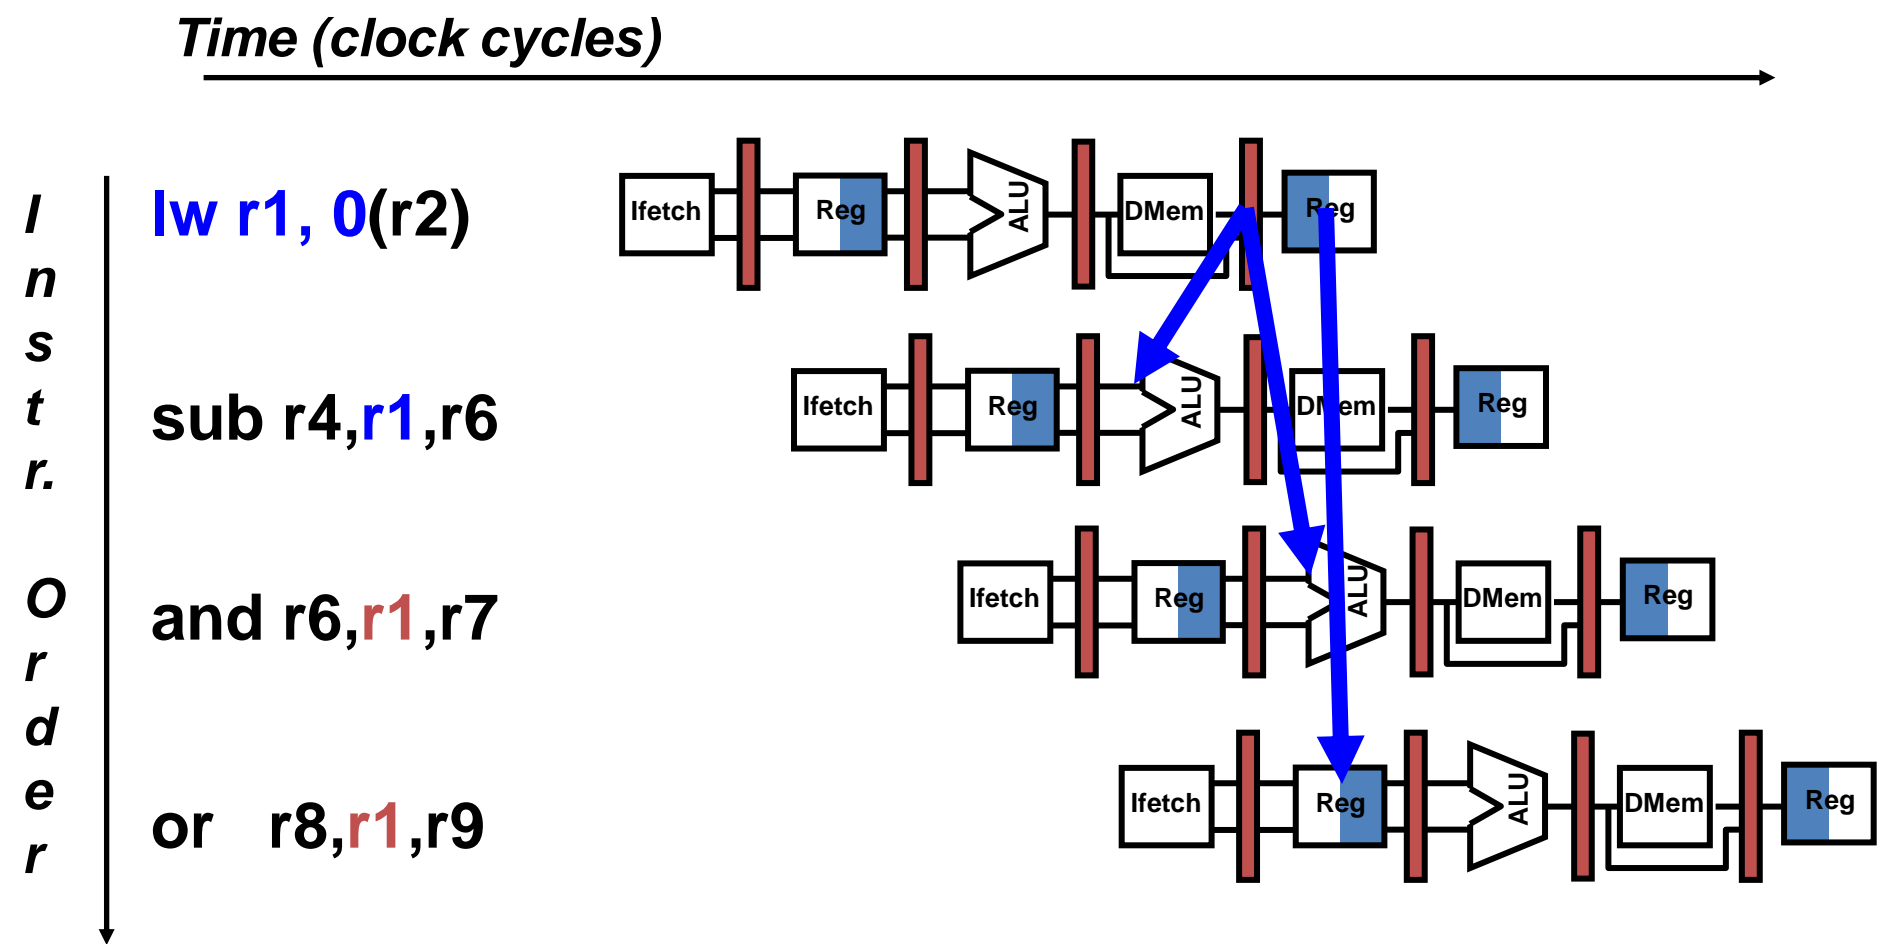 Time (clock cycles)
Instr. Order
lw r1, 0(r2)
Ifetch Reg ALU DMem Reg
sub r4,r1,r6
Ifetch Reg ALU DMem Reg
and r6,r1,r7
Ifetch Reg ALU DMem Reg
or r8,r1,r9
Ifetch Reg ALU DMem Reg